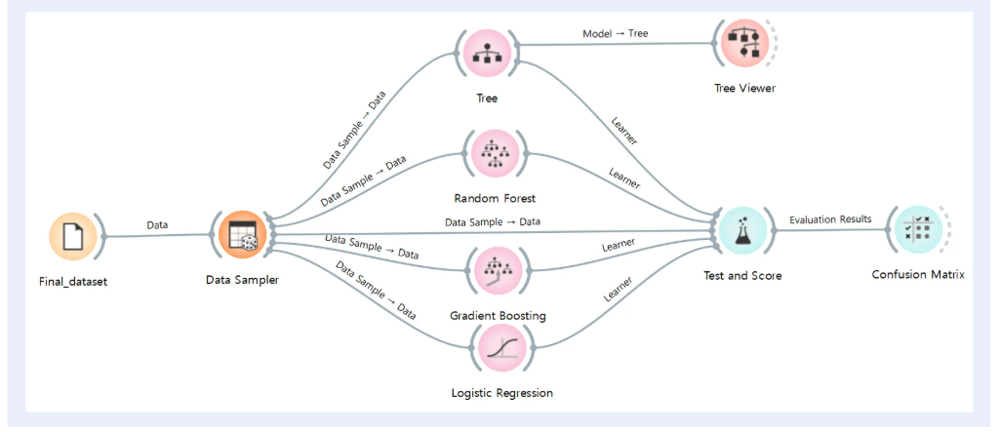 Model → Tree
Tree Viewer
Tree
Data Sample → Data
Learner
Data Sample → Data
Random Forest
Learner
Data
Data Sample → Data
Evaluation Results
Final_dataset
Data Sampler
Data Sample → Data
Learner
Test and Score
Confusion Matrix
Data Sample → Data
Gradient Boosting
Learner
Logistic Regression